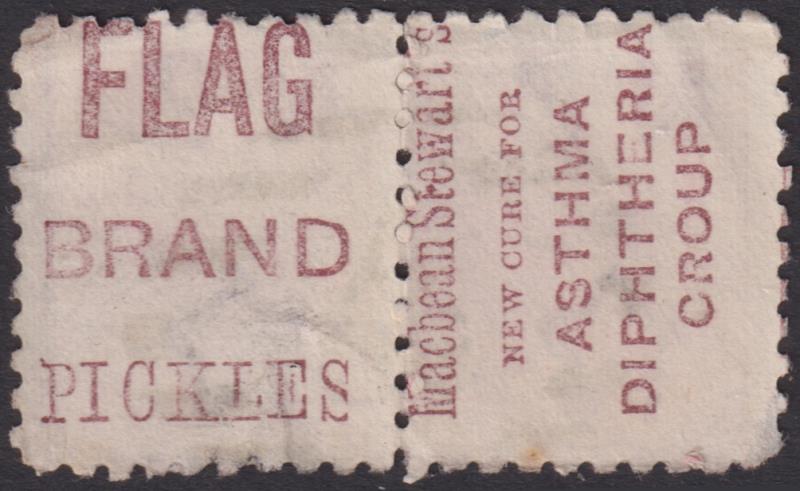 FLAG
BRAND
PICKLES
Macbean Stewart's
NEW CURE FOR
ASTHMA
DIPHTHERIA
CROUP